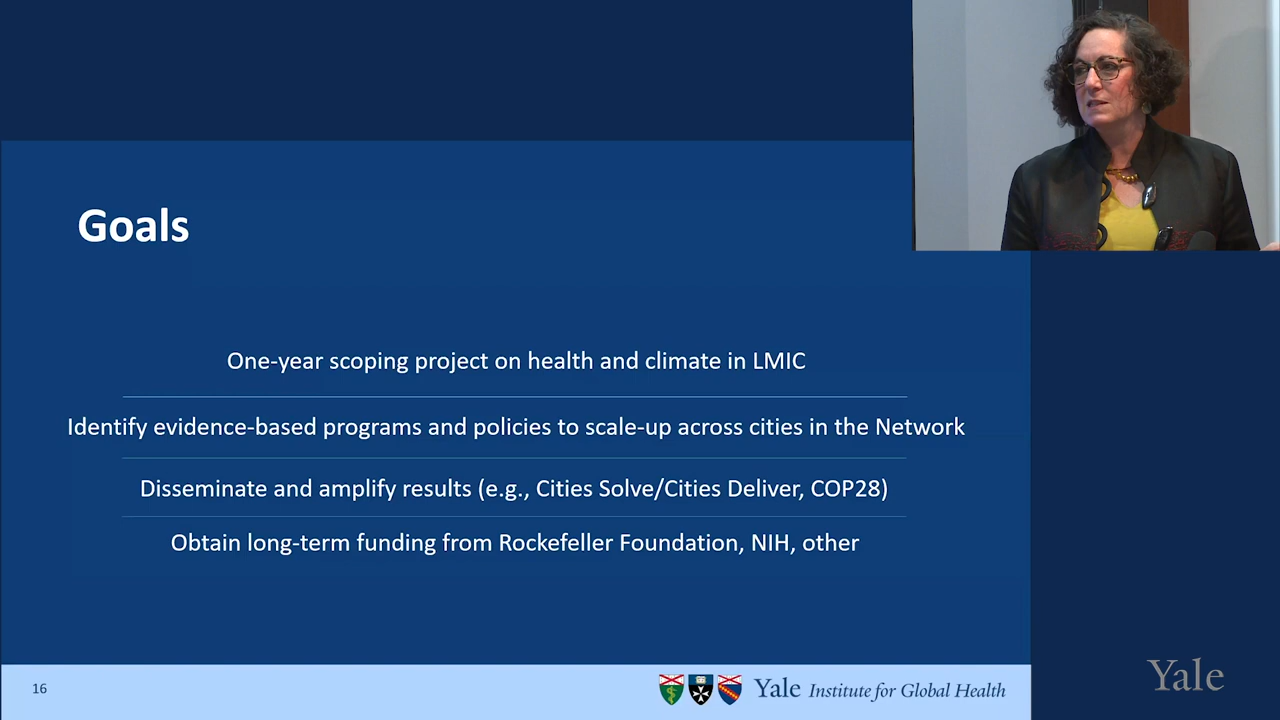 Goals
One-year scoping project on health and climate in LMIC
Identify evidence-based programs and policies to scale-up across cities in the Network
Disseminate and amplify results (e.g., Cities Solve/Cities Deliver, COP28)
Obtain long-term funding from Rockefeller Foundation, NIH, other
16
Yale Institute for Global Health
Yale